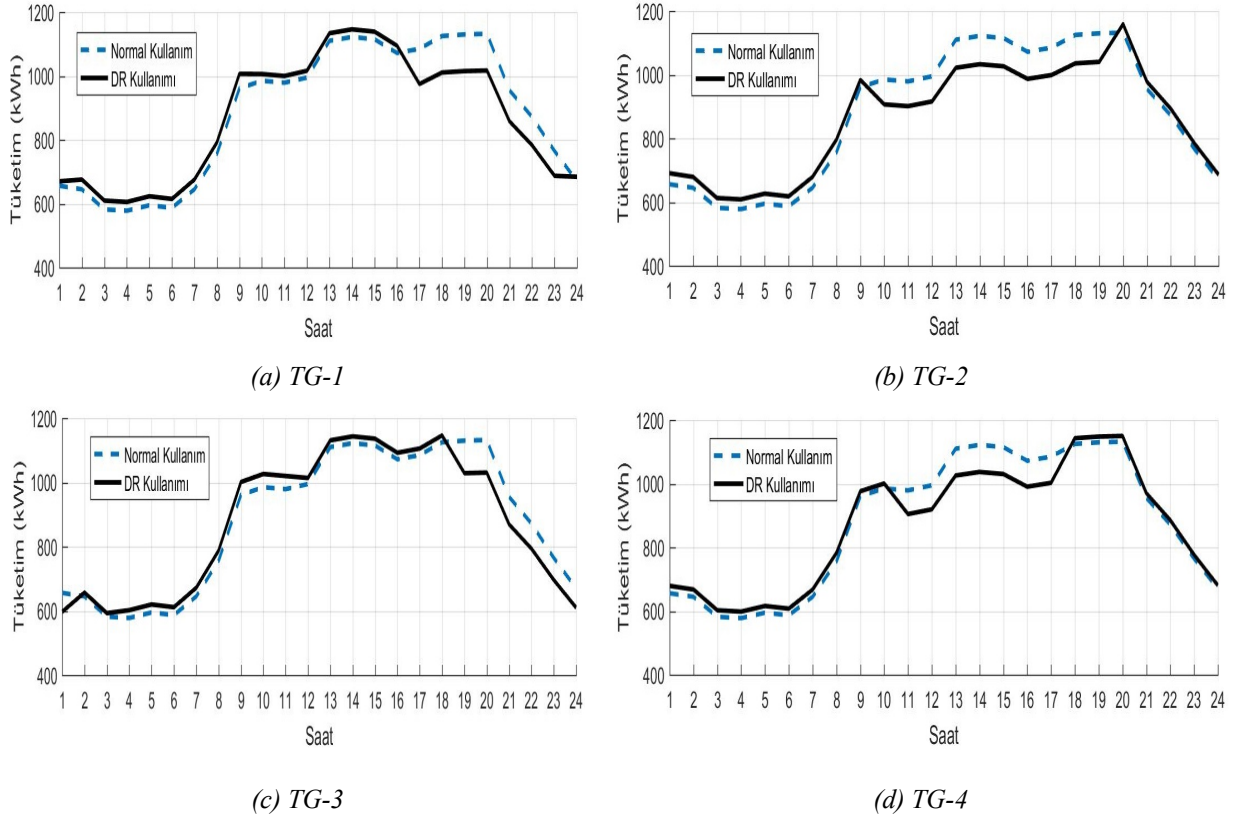 1200
1000
800
600
400
Tüketim (kWh)
Normal Kullanım
DR Kullanımı
1 2 3 4 5 6 7 8 9 10 11 12 13 14 15 16 17 18 19 20 21 22 23 24
Saat
(a) TG-1
1200
1000
800
600
400
Tüketim (kWh)
Normal Kullanım
DR Kullanımı
1 2 3 4 5 6 7 8 9 10 11 12 13 14 15 16 17 18 19 20 21 22 23 24
Saat
(b) TG-2
1200
1000
800
600
400
Tüketim (kWh)
Normal Kullanım
DR Kullanımı
1 2 3 4 5 6 7 8 9 10 11 12 13 14 15 16 17 18 19 20 21 22 23 24
Saat
(c) TG-3
1200
1000
800
600
400
Tüketim (kWh)
Normal Kullanım
DR Kullanımı
1 2 3 4 5 6 7 8 9 10 11 12 13 14 15 16 17 18 19 20 21 22 23 24
Saat
(d) TG-4